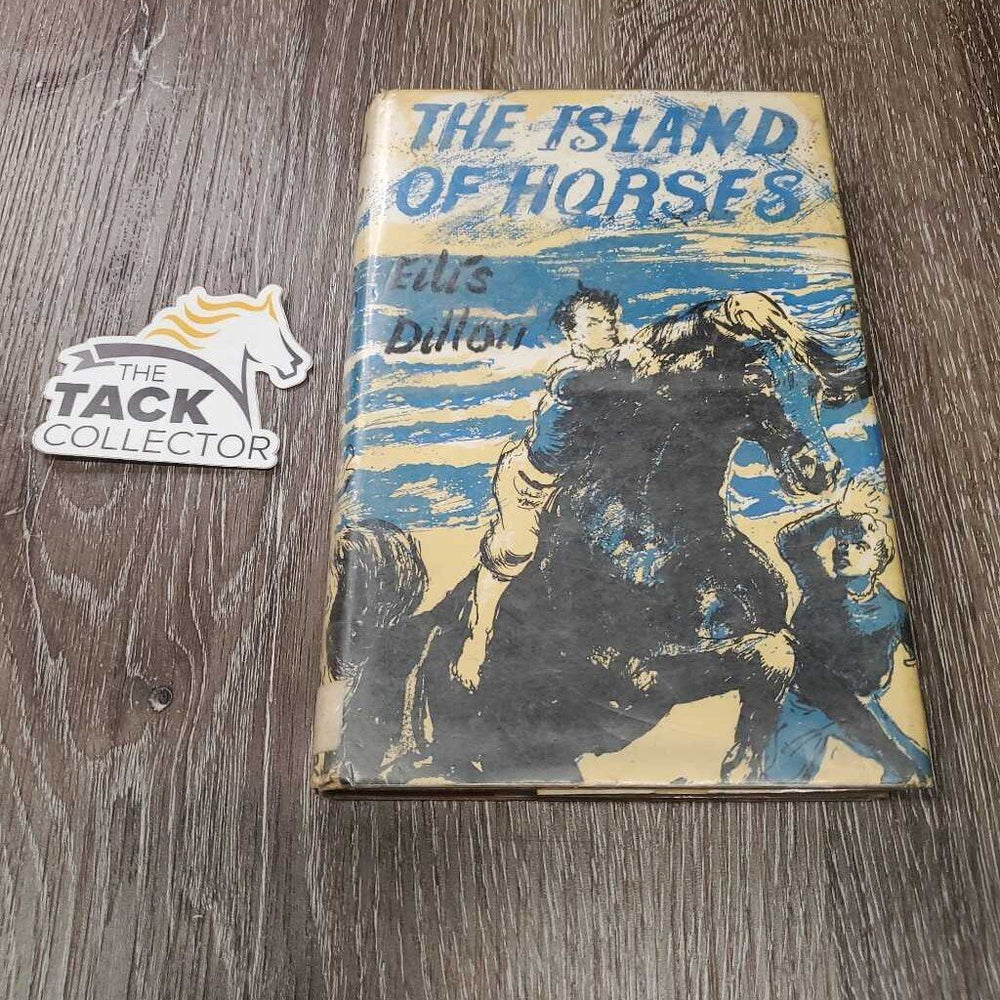 THE ISLAND
OF HORSES
Eilís
Dillon
THE
TACK
COLLECTOR